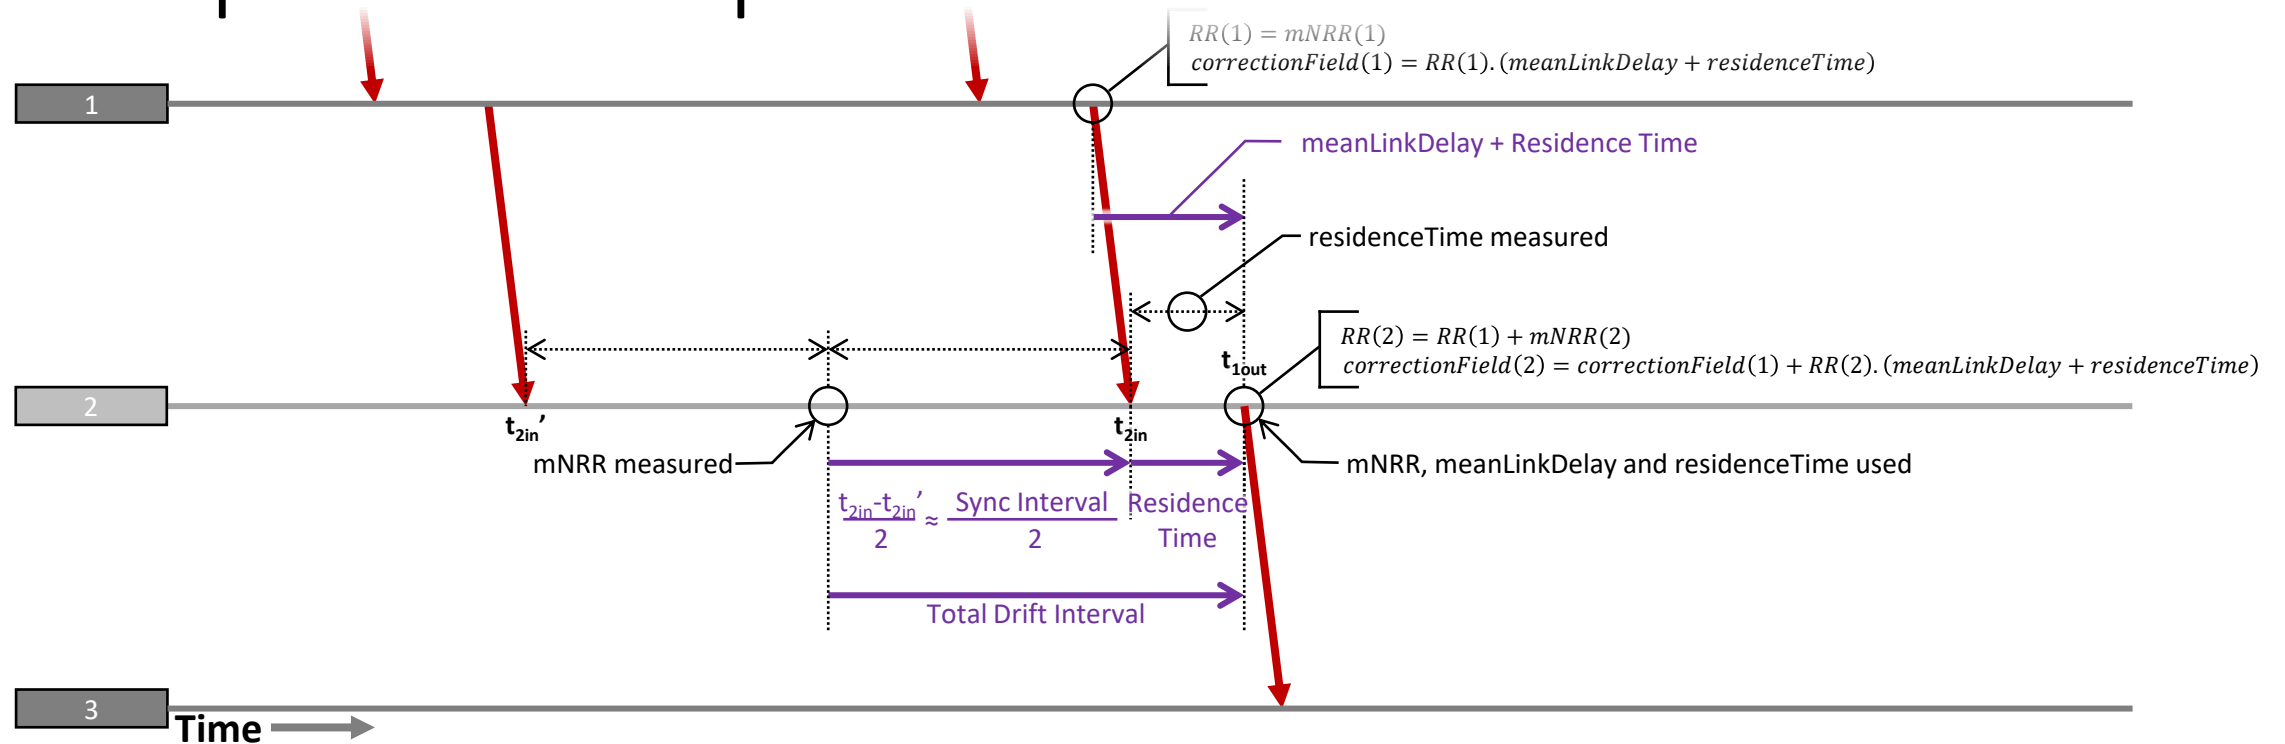 RR(1) = mNRR(1)
correctionField(1) = RR(1).(meanLinkDelay + residenceTime)
1
meanLinkDelay + Residence Time
residenceTime measured
RR(2) = RR(1) + mNRR(2)
correctionField(2) = correctionField(1) + RR(2).(meanLinkDelay + residenceTime)
t1out
2
t2in’
t2in
mNRR measured
mNRR, meanLinkDelay and residenceTime used
t2in-t2in’ Sync Interval Residence
≈
2 2 Time
Total Drift Interval
3
Time